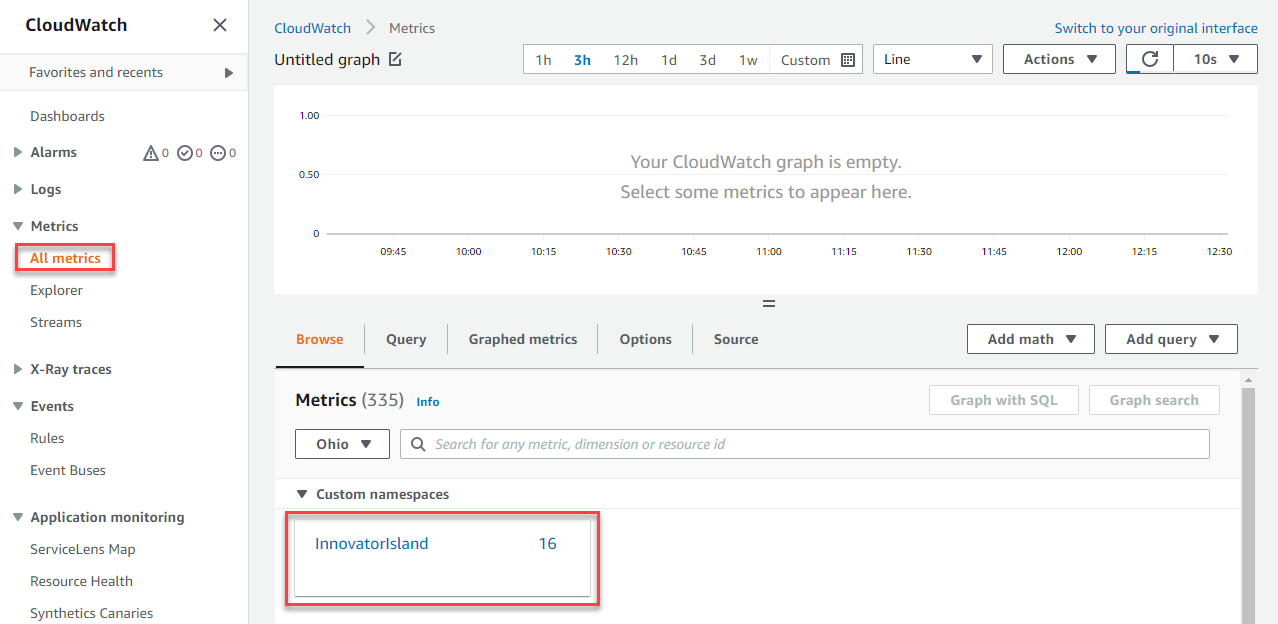 CloudWatch
Favorites and recents
Dashboards
Alarms 0 0 0
Logs
Metrics
All metrics
Explorer
Streams
X-Ray traces
Events
Rules
Event Buses
Application monitoring
ServiceLens Map
Resource Health
Synthetics Canaries
CloudWatch Metrics
Switch to your original interface
Untitled graph 1h 3h 12h 1d 3d 1w Custom Line Actions 10s
1.00
0.50
0
Your CloudWatch graph is empty.
Select some metrics to appear here.
09:45 10:00 10:15 10:30 10:45 11:00 11:15 11:30 11:45 12:00 12:15 12:30
Browse Query Graphed metrics Options Source Add math Add query
Metrics (335) Info Graph with SQL Graph search
Ohio Search for any metric, dimension or resource id
Custom namespaces
InnovatorIsland 16